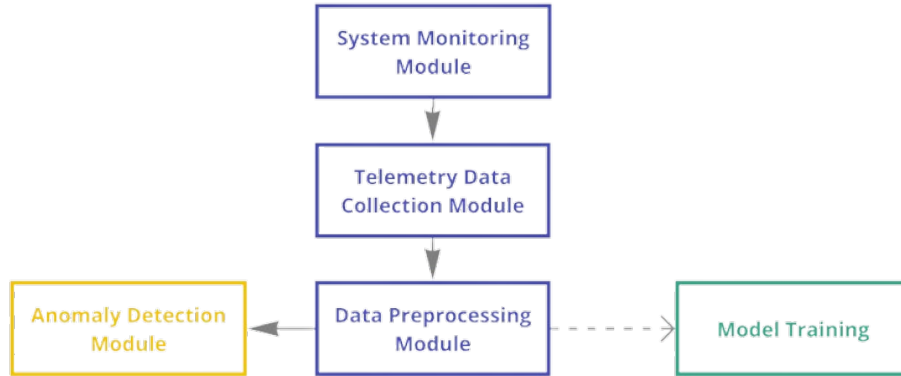 System Monitoring
Module
Telemetry Data
Collection Module
Anomaly Detection
Module
Data Preprocessing
Module
Model Training